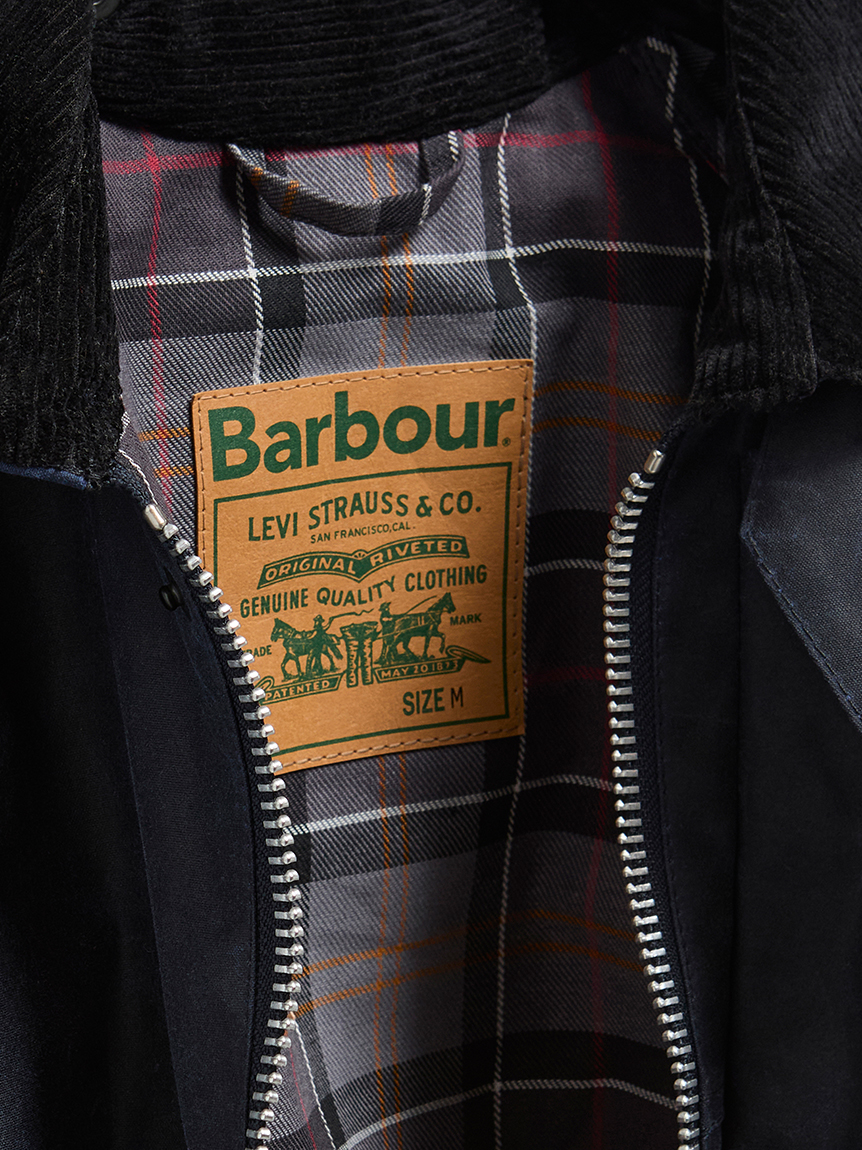 Barbour®
LEVI STRAUSS & CO.
SAN FRANCISCO, CAL.
ORIGINAL RIVETED
GENUINE QUALITY CLOTHING
MARK
PATENTED MAY 20 1873
SIZE M